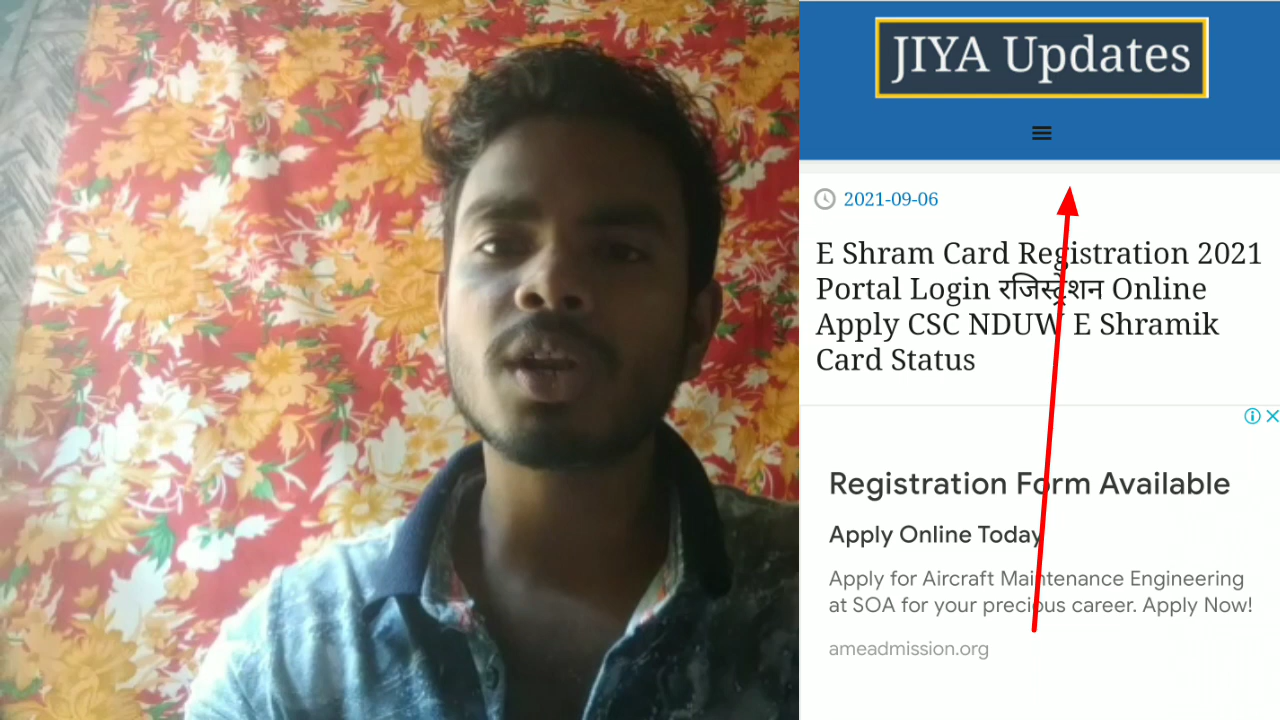 JIYA Updates
2021-09-06
E Shram Card Registration 2021
Portal Login रजिस्ट्रेशन Online
Apply CSC NDUW E Shramik
Card Status
Registration Form Available
Apply Online Today
Apply for Aircraft Maintenance Engineering
at SOA for your precious career. Apply Now!
ameadmission.org